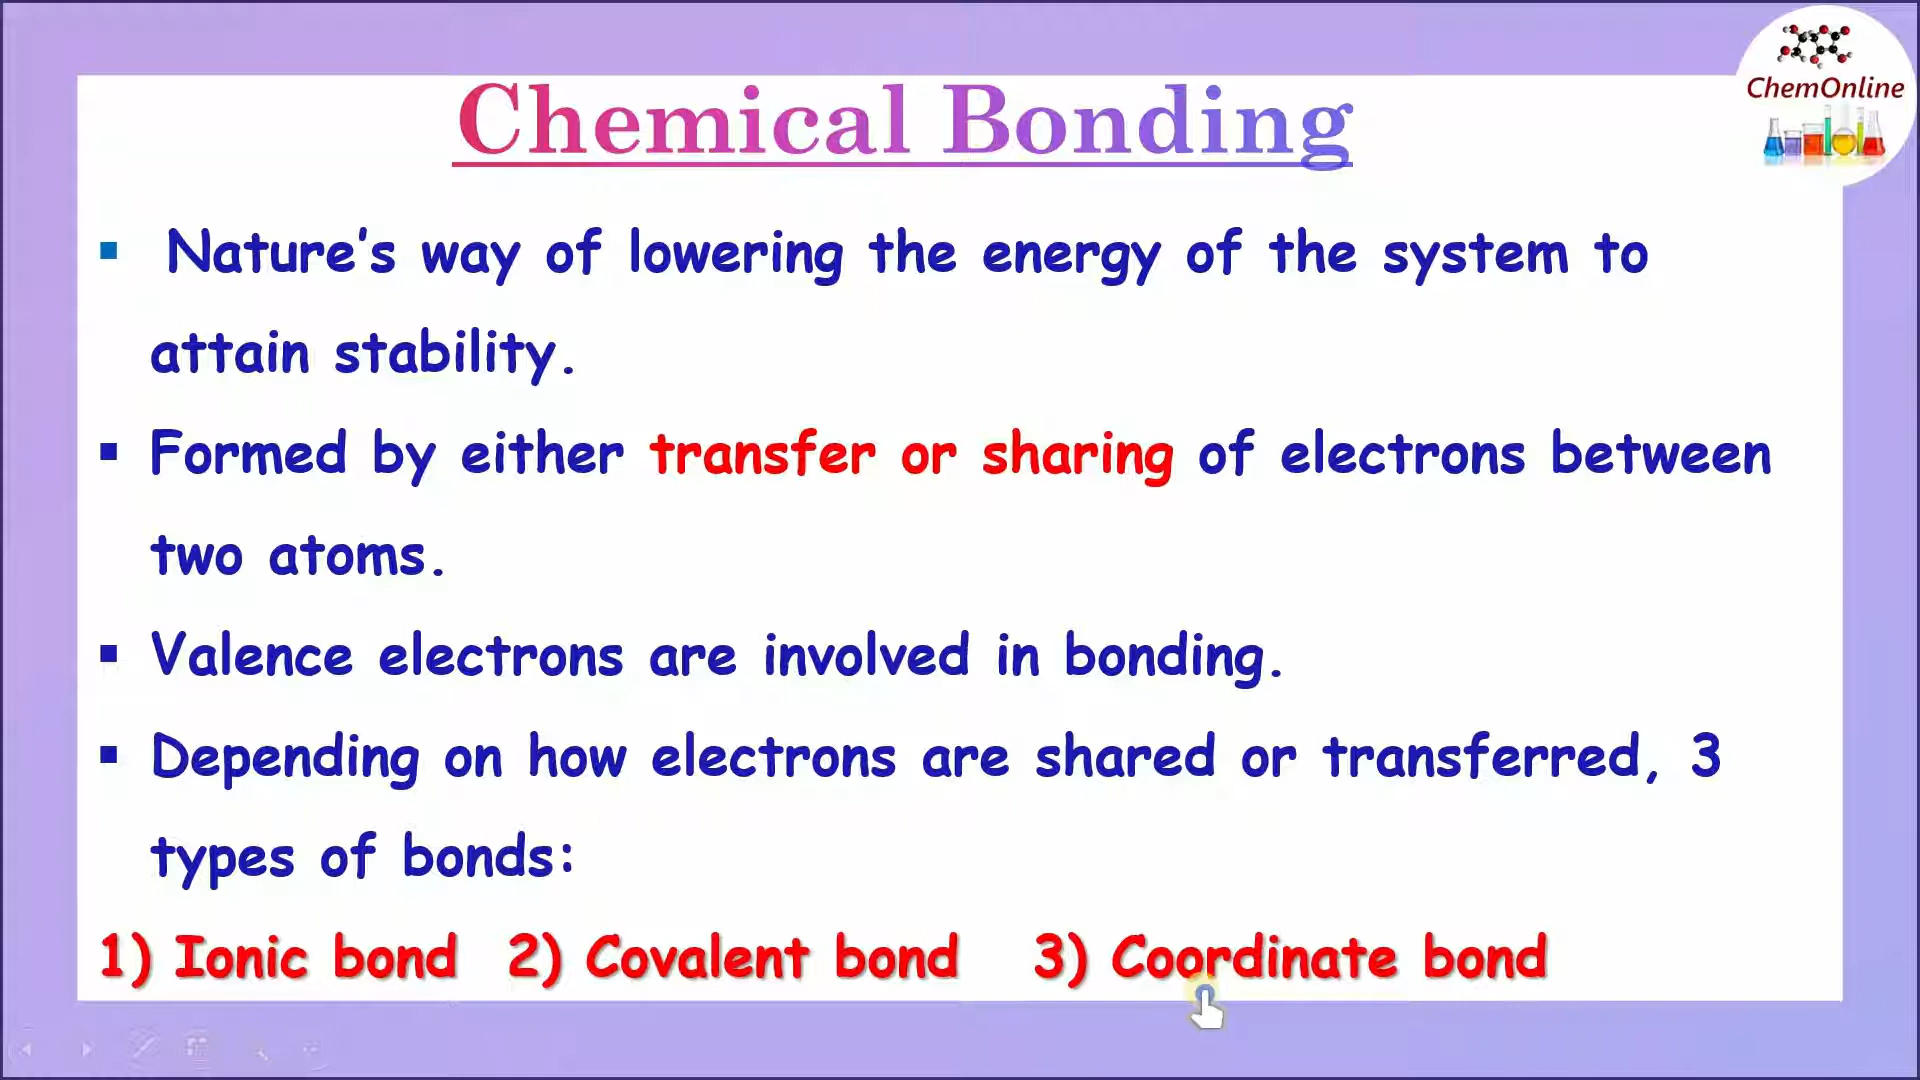 ChemOnline
Chemical Bonding
▪ Nature's way of lowering the energy of the system to
attain stability.
▪ Formed by either transfer or sharing of electrons between
two atoms.
▪ Valence electrons are involved in bonding.
▪ Depending on how electrons are shared or transferred, 3
types of bonds:
1) Ionic bond 2) Covalent bond 3) Coordinate bond